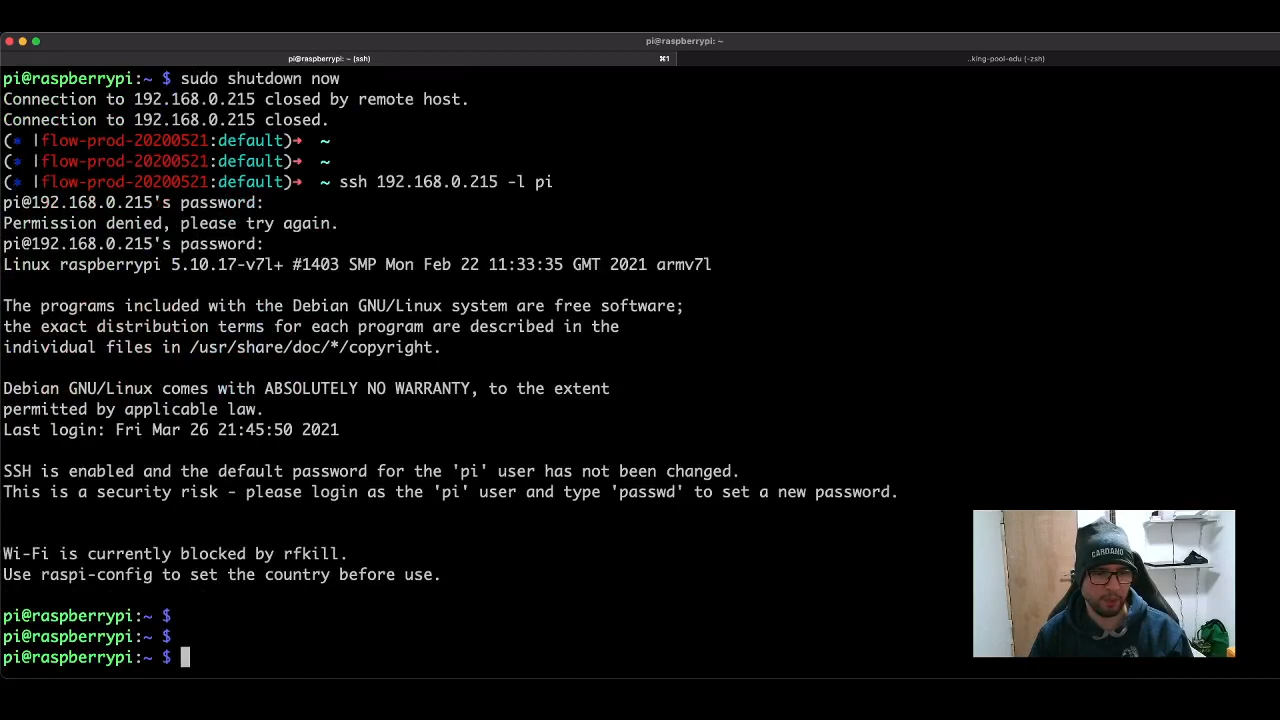 pi@raspberrypi: ~
pi@raspberrypi: ~ (ssh)
⌘1
..king-pool-edu (-zsh)
pi@raspberrypi:~ $ sudo shutdown now
Connection to 192.168.0.215 closed by remote host.
Connection to 192.168.0.215 closed.
(⎈ |flow-prod-20200521:default)➜ ~
(⎈ |flow-prod-20200521:default)➜ ~
(⎈ |flow-prod-20200521:default)➜ ~ ssh 192.168.0.215 -l pi
pi@192.168.0.215's password:
Permission denied, please try again.
pi@192.168.0.215's password:
Linux raspberrypi 5.10.17-v7l+ #1403 SMP Mon Feb 22 11:33:35 GMT 2021 armv7l
The programs included with the Debian GNU/Linux system are free software;
the exact distribution terms for each program are described in the
individual files in /usr/share/doc/*/copyright.
Debian GNU/Linux comes with ABSOLUTELY NO WARRANTY, to the extent
permitted by applicable law.
Last login: Fri Mar 26 21:45:50 2021
SSH is enabled and the default password for the 'pi' user has not been changed.
This is a security risk - please login as the 'pi' user and type 'passwd' to set a new password.
Wi-Fi is currently blocked by rfkill.
Use raspi-config to set the country before use.
pi@raspberrypi:~ $
pi@raspberrypi:~ $
pi@raspberrypi:~ $
CARDANO